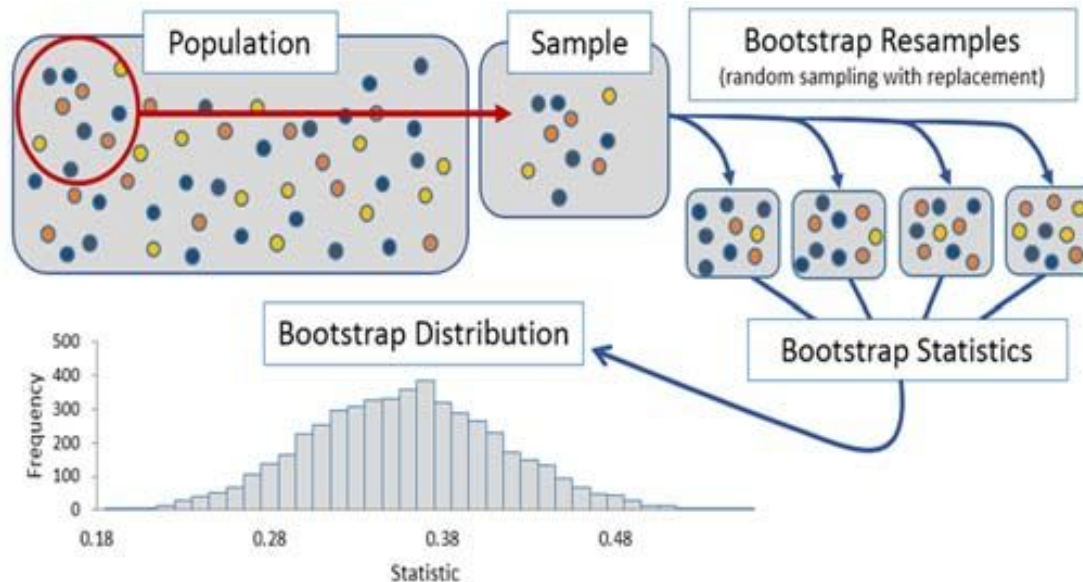 Population
Sample
Bootstrap Resamples
(random sampling with replacement)
Bootstrap Distribution
Bootstrap Statistics
500
400
300
200
100
0
Frequency
0.18
0.28
0.38
0.48
Statistic